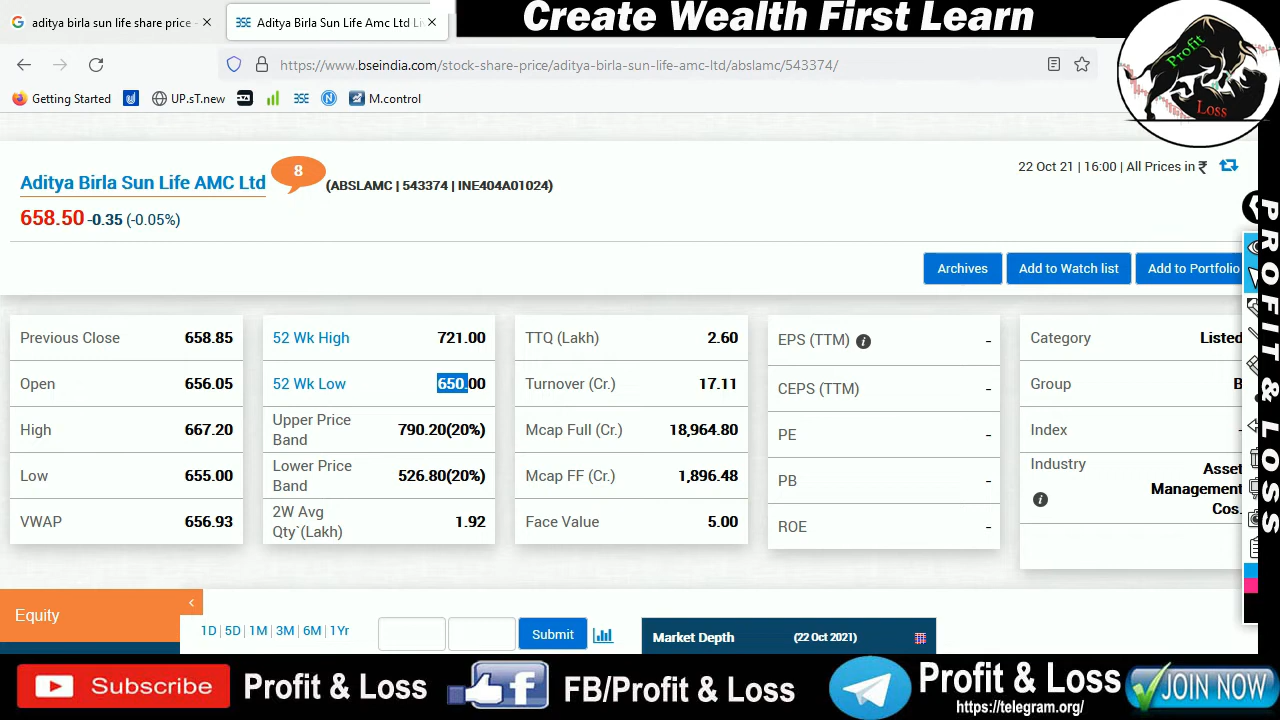 aditya birla sun life share price -
Aditya Birla Sun Life Amc Ltd Li
Create Wealth First Learn
https://www.bseindia.com/stock-share-price/aditya-birla-sun-life-amc-ltd/abslamc/543374/
Getting Started
UP.sT.new
M.control
Profit
Loss
Aditya Birla Sun Life AMC Ltd
8
(ABSLAMC | 543374 | INE404A01024)
22 Oct 21 | 16:00 | All Prices in ₹
658.50 -0.35 (-0.05%)
Archives
Add to Watch list
Add to Portfolio
Previous Close 658.85
Open 656.05
High 667.20
Low 655.00
VWAP 656.93
52 Wk High 721.00
52 Wk Low 650.00
Upper Price
Band 790.20(20%)
Lower Price
Band 526.80(20%)
2W Avg
Qty`(Lakh) 1.92
TTQ (Lakh) 2.60
Turnover (Cr.) 17.11
Mcap Full (Cr.) 18,964.80
Mcap FF (Cr.) 1,896.48
Face Value 5.00
EPS (TTM) -
CEPS (TTM) -
PE -
PB -
ROE -
Category Listed
Group B
Index -
Industry Asset
Management
Cos.
PROFIT & LOSS
Equity
1D | 5D | 1M | 3M | 6M | 1Yr
Submit
Market Depth (22 Oct 2021)
Subscribe
Profit & Loss
FB/Profit & Loss
Profit & Loss
https://telegram.org/
JOIN NOW